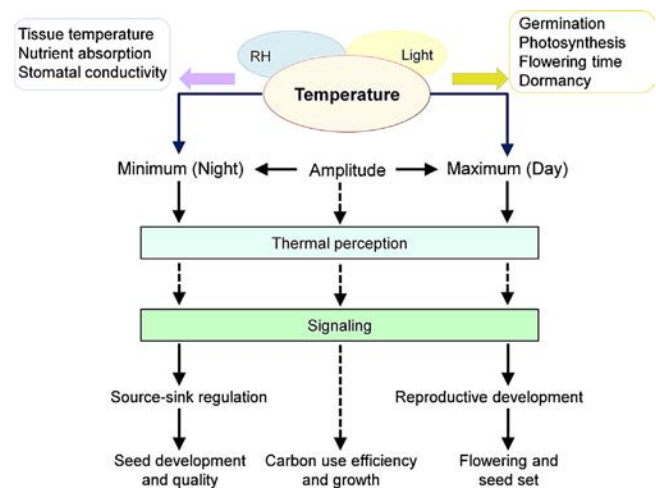 Tissue temperature
Nutrient absorption
Stomatal conductivity
RH
Light
Germination
Photosynthesis
Flowering time
Dormancy
Temperature
Minimum (Night)
Amplitude
Maximum (Day)
Thermal perception
Signaling
Source-sink regulation
Reproductive development
Seed development
and quality
Carbon use efficiency
and growth
Flowering and
seed set